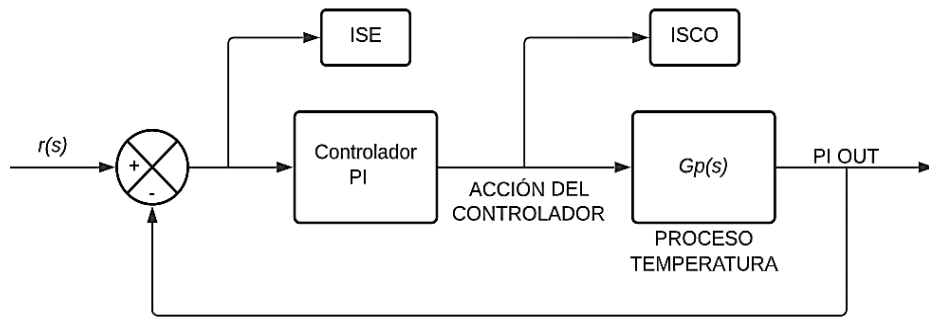 ISE
ISCO
r(s)
+
-
Controlador
PI
ACCIÓN DEL
CONTROLADOR
Gp(s)
PROCESO
TEMPERATURA
PI OUT